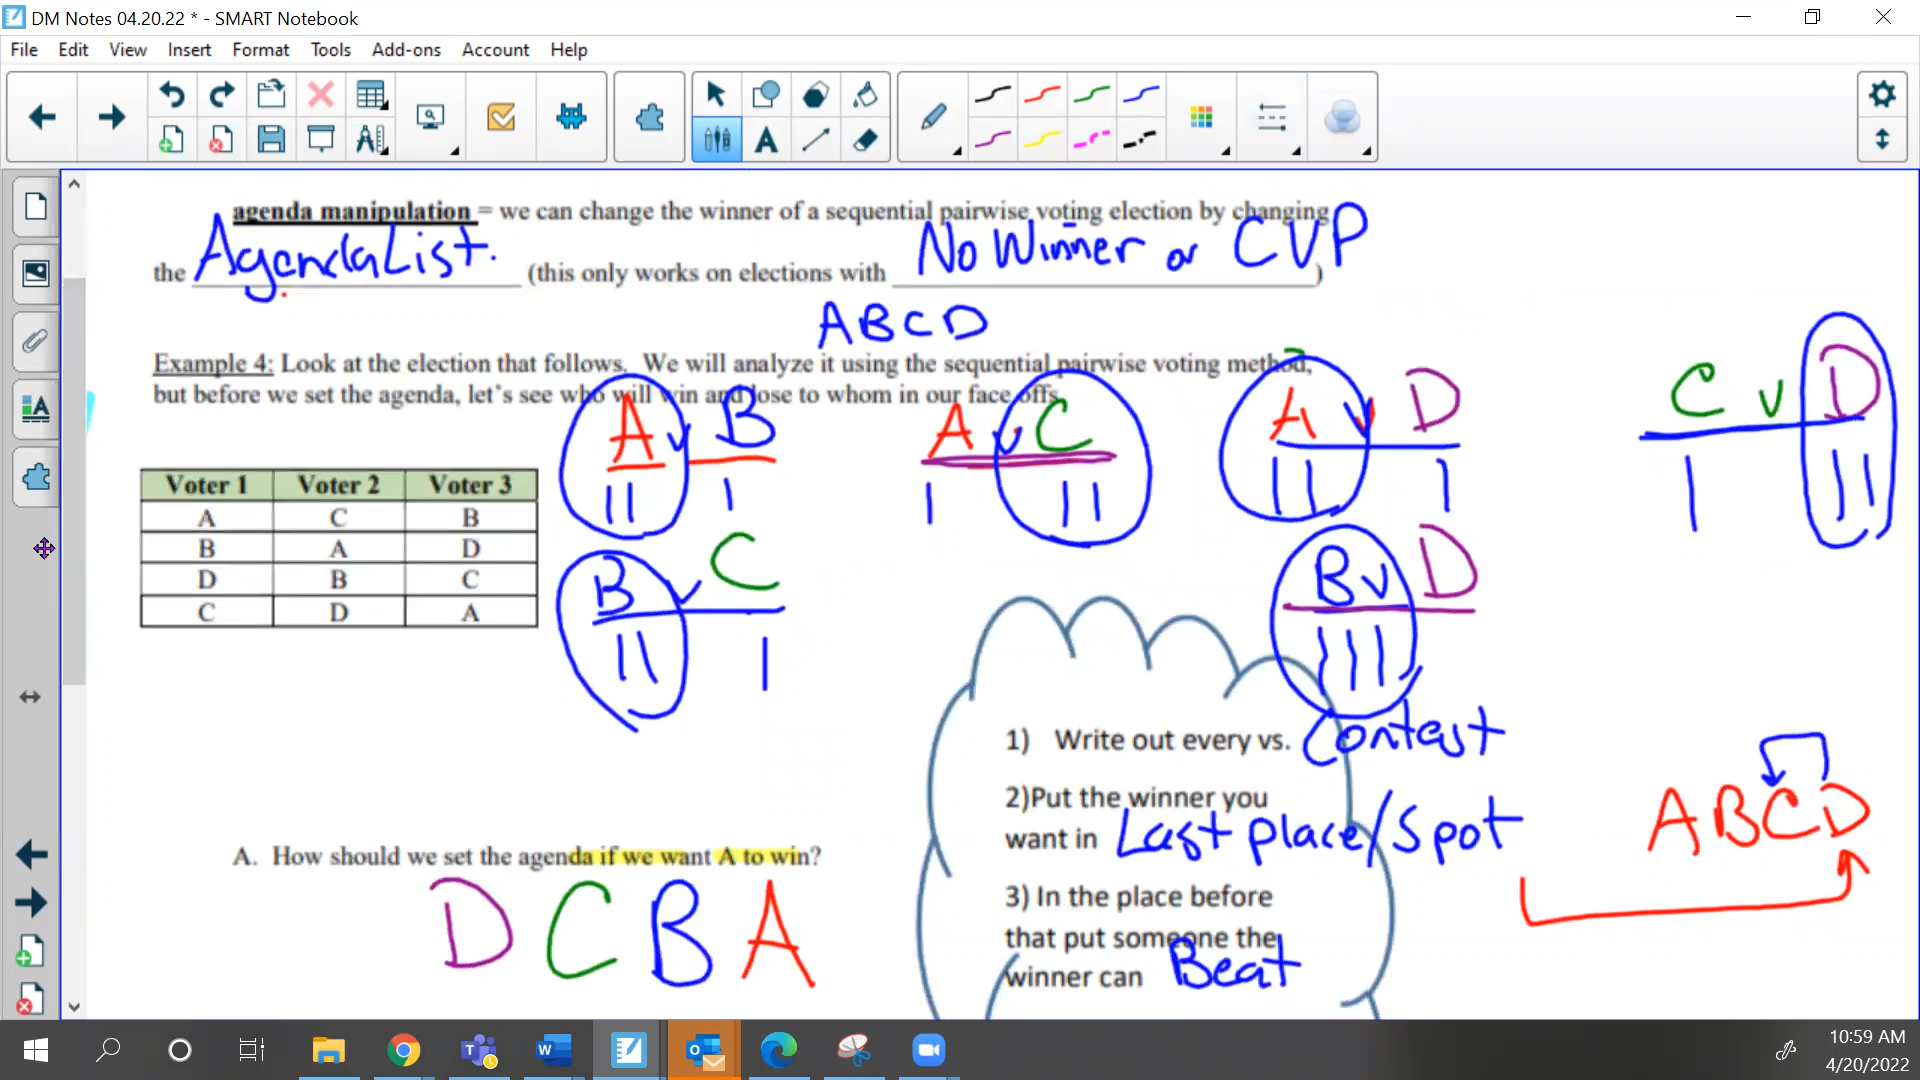 DM Notes 04.20.22 * - SMART Notebook
File Edit View Insert Format Tools Add-ons Account Help
agenda manipulation = we can change the winner of a sequential pairwise voting election by changing
the Agenda List. (this only works on elections with No Winner or CVP)
ABCD
Example 4: Look at the election that follows. We will analyze it using the sequential pairwise voting method,
but before we set the agenda, let's see who will win and lose to whom in our face offs.
A v B
A v C
A v D
C v D
II I
I II
II I
I II
Voter 1 Voter 2 Voter 3
A C B
B A D
D B C
C D A
B v C
II I
B v D
III
1) Write out every vs. Contest
2)Put the winner you
want in Last place/Spot
3) In the place before
that put someone the
winner can Beat
ABCD
A. How should we set the agenda if we want A to win?
D C B A
10:59 AM
4/20/2022